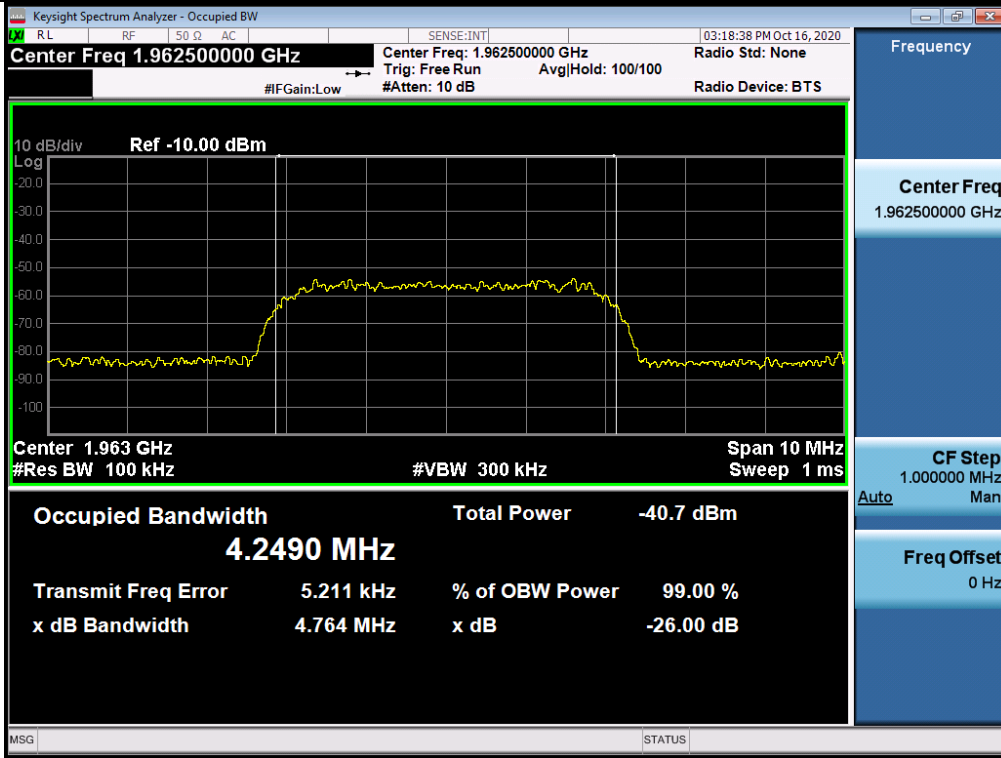 Keysight Spectrum Analyzer - Occupied BW
LXI RL RF 50 Ω AC SENSE:INT 03:18:38 PM Oct 16, 2020
Center Freq 1.962500000 GHz
Center Freq: 1.962500000 GHz Radio Std: None
Trig: Free Run Avg|Hold: 100/100
#IFGain:Low #Atten: 10 dB Radio Device: BTS
10 dB/div Ref -10.00 dBm
Log
-20.0
-30.0
-40.0
-50.0
-60.0
-70.0
-80.0
-90.0
-100
Center 1.963 GHz Span 10 MHz
#Res BW 100 kHz #VBW 300 kHz Sweep 1 ms
Occupied Bandwidth Total Power -40.7 dBm
4.2490 MHz
Transmit Freq Error 5.211 kHz % of OBW Power 99.00 %
x dB Bandwidth 4.764 MHz x dB -26.00 dB
MSG STATUS
Frequency
Center Freq
1.962500000 GHz
CF Step
1.000000 MHz
Auto Man
Freq Offset
0 Hz